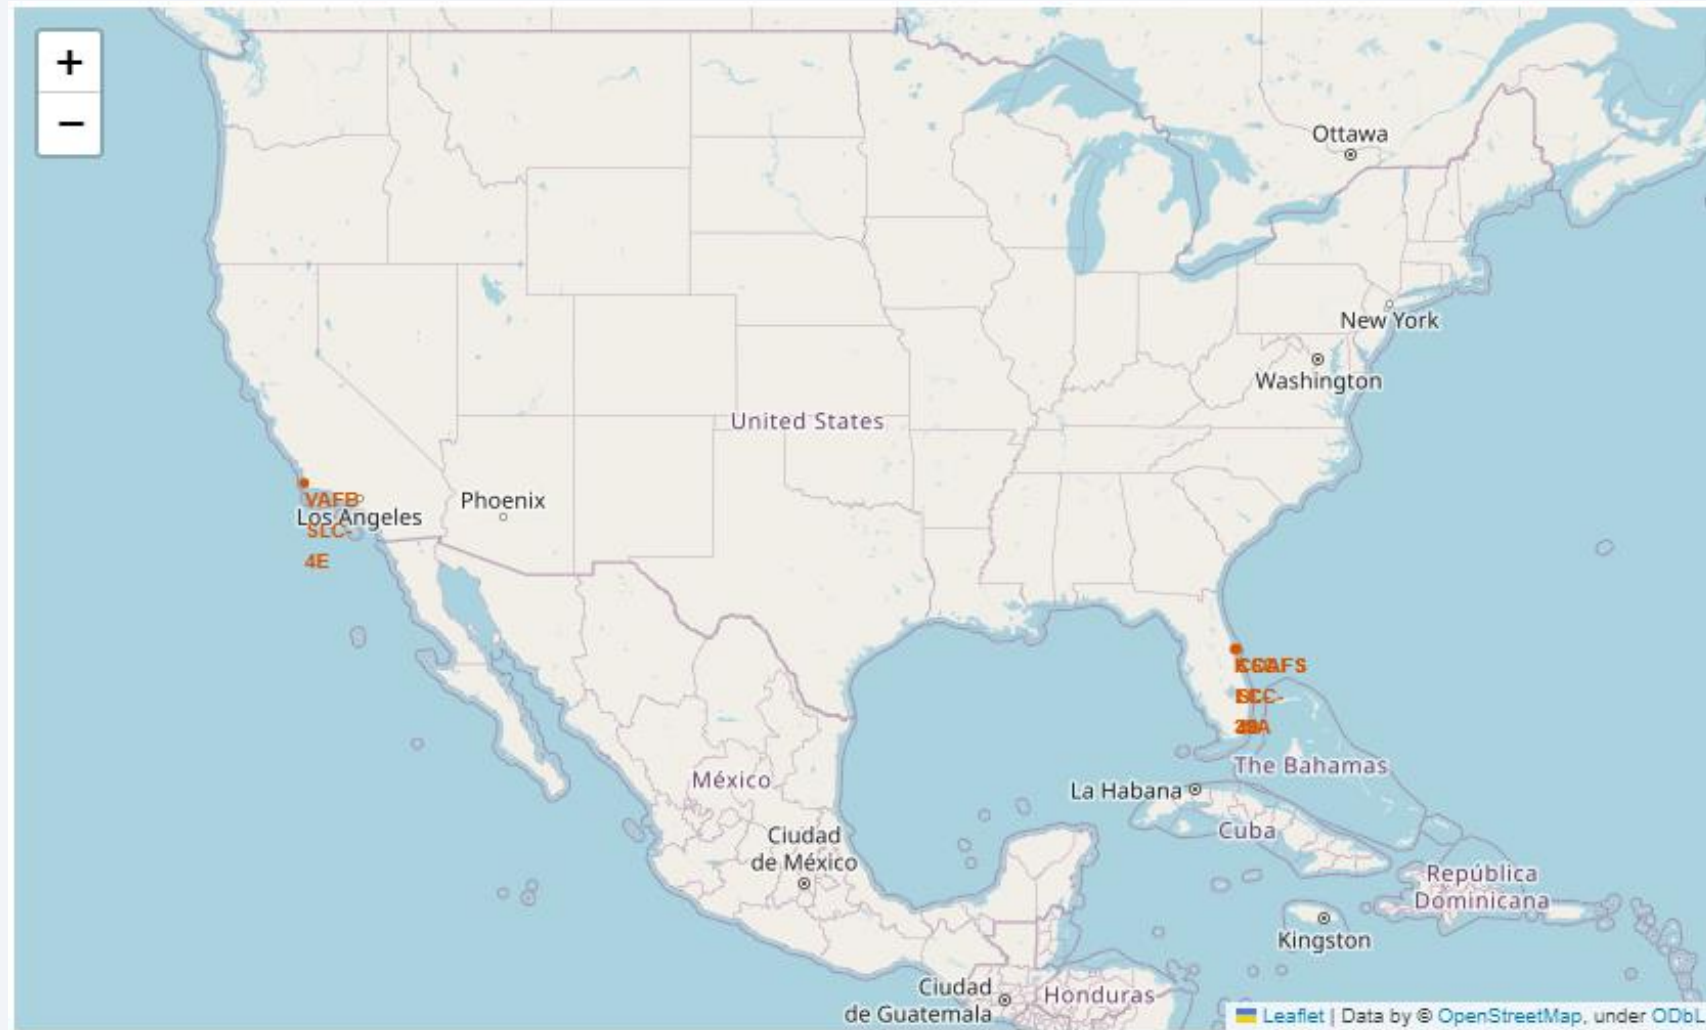 +
−
Ottawa
New York
Washington
United States
Phoenix
VAFB
Los Angeles
SLC-
4E
The Bahamas
México
La Habana
Cuba
Ciudad
de México
República
Dominicana
Kingston
Ciudad
de Guatemala
Honduras
Leaflet | Data by © OpenStreetMap, under ODbL